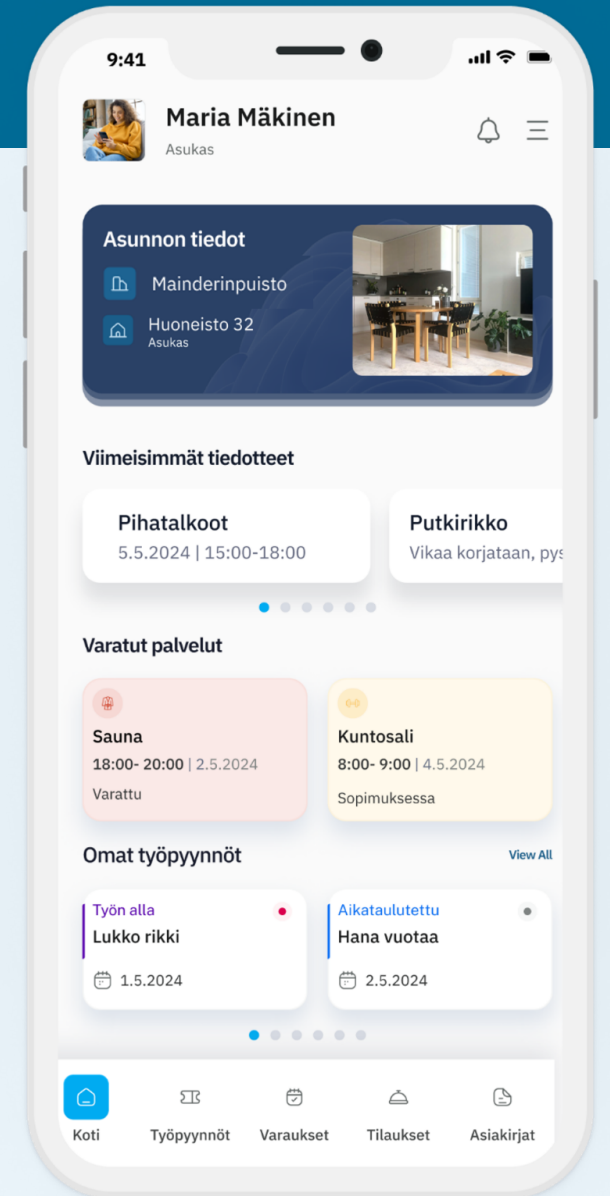 9:41
Maria Mäkinen
Asukas
Asunnon tiedot
Mainderinpuisto
Huoneisto 32
Asukas
Viimeisimmät tiedotteet
Pihatalkoot
5.5.2024 | 15:00-18:00
Putkirikko
Vikaa korjataan, pys
Varatut palvelut
Sauna
18:00- 20:00 | 2.5.2024
Varattu
Kuntosali
8:00- 9:00 | 4.5.2024
Sopimuksessa
Omat työpyynnöt
View All
Työn alla
Lukko rikki
1.5.2024
Aikataulutettu
Hana vuotaa
2.5.2024
Koti
Työpyynnöt
Varaukset
Tilaukset
Asiakirjat